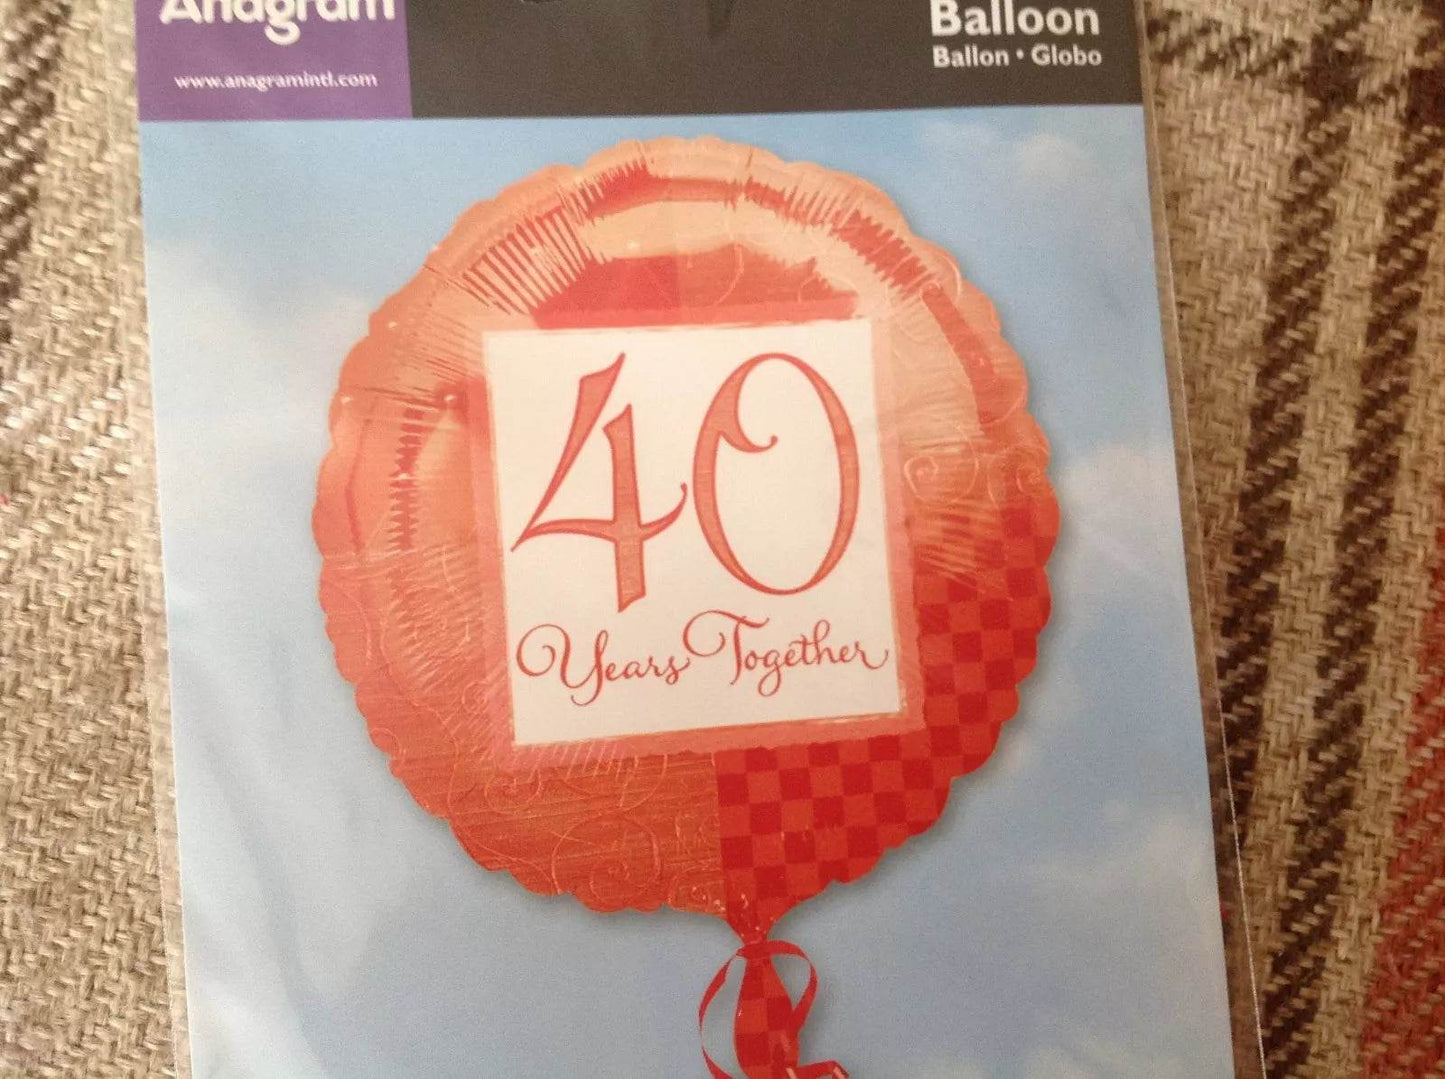 Anagram
www.anagramintl.com
Balloon
Ballon • Globo
40
Years Together